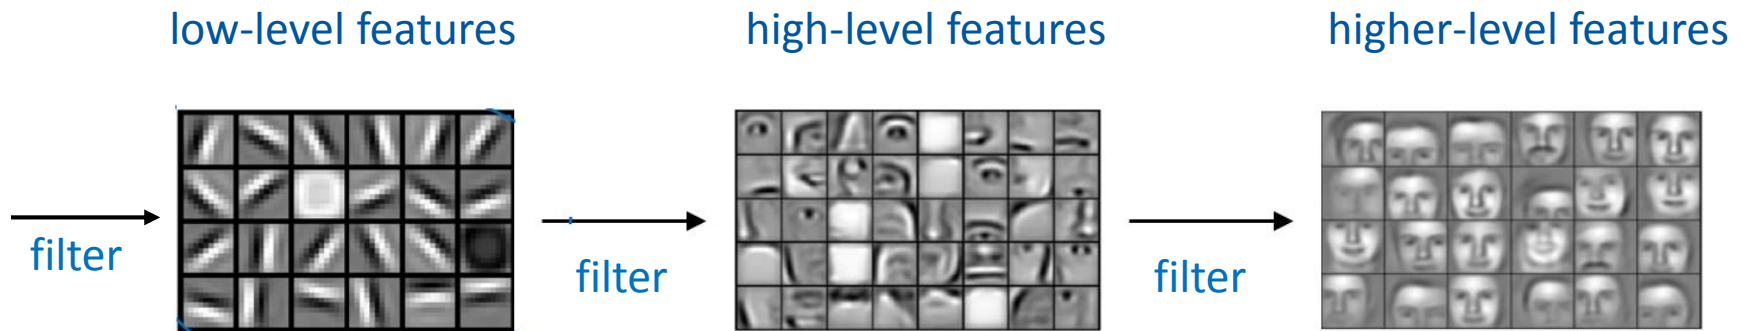 low-level features
high-level features
higher-level features
filter
filter
filter